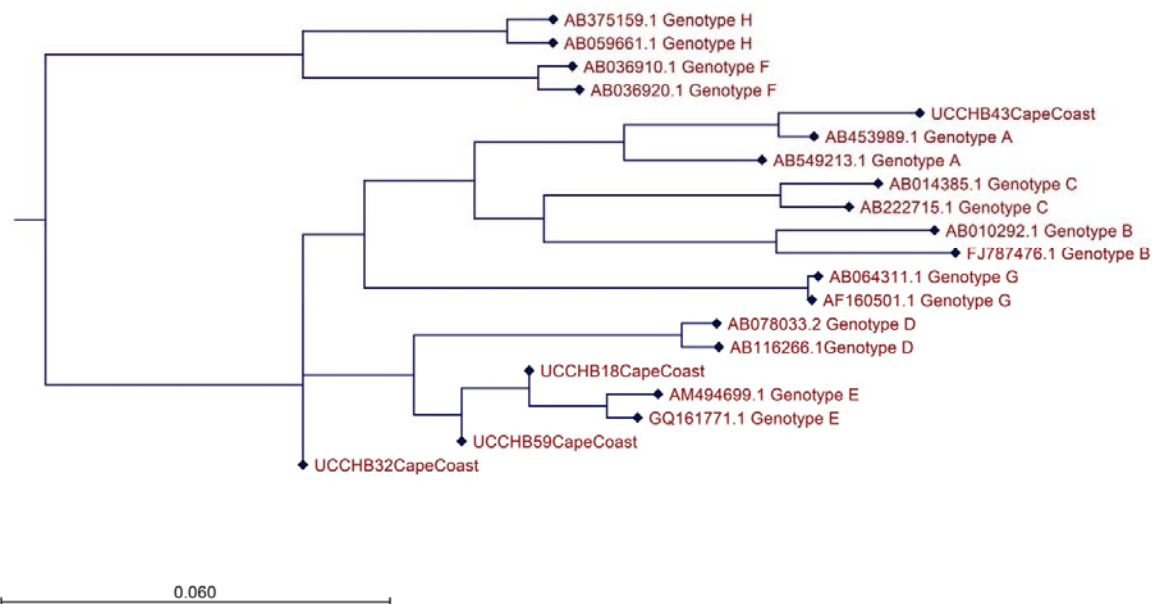 AB375159.1 Genotype H
AB059661.1 Genotype H
AB036910.1 Genotype F
AB036920.1 Genotype F
UCCHB43CapeCoast
AB453989.1 Genotype A
AB549213.1 Genotype A
AB014385.1 Genotype C
AB222715.1 Genotype C
AB010292.1 Genotype B
FJ787476.1 Genotype B
AB064311.1 Genotype G
AF160501.1 Genotype G
AB078033.2 Genotype D
AB116266.1Genotype D
UCCHB18CapeCoast
AM494699.1 Genotype E
GQ161771.1 Genotype E
UCCHB59CapeCoast
UCCHB32CapeCoast
0.060